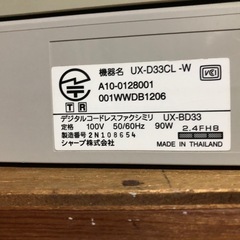 機器名 UX-D33CL-W
VCCI
A10-0128001
001WWDB1206
T R
デジタルコードレスファクシミリ UX-BD33
定格 100V 50/60Hz 90W 2.4FH8
製造番号 2N108654
シャープ株式会社 MADE IN THAILAND